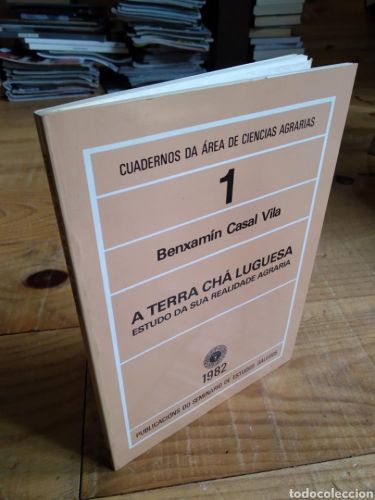 CUADERNOS DA ÁREA DE CIENCIAS AGRARIAS
1
Benxamín Casal Vila
A TERRA CHÁ LUGUESA
ESTUDO DA SUA REALIDADE AGRARIA
1982
PUBLICACIÓNS DO SEMINARIO DE ESTUDOS GALEGOS
todocoleccion